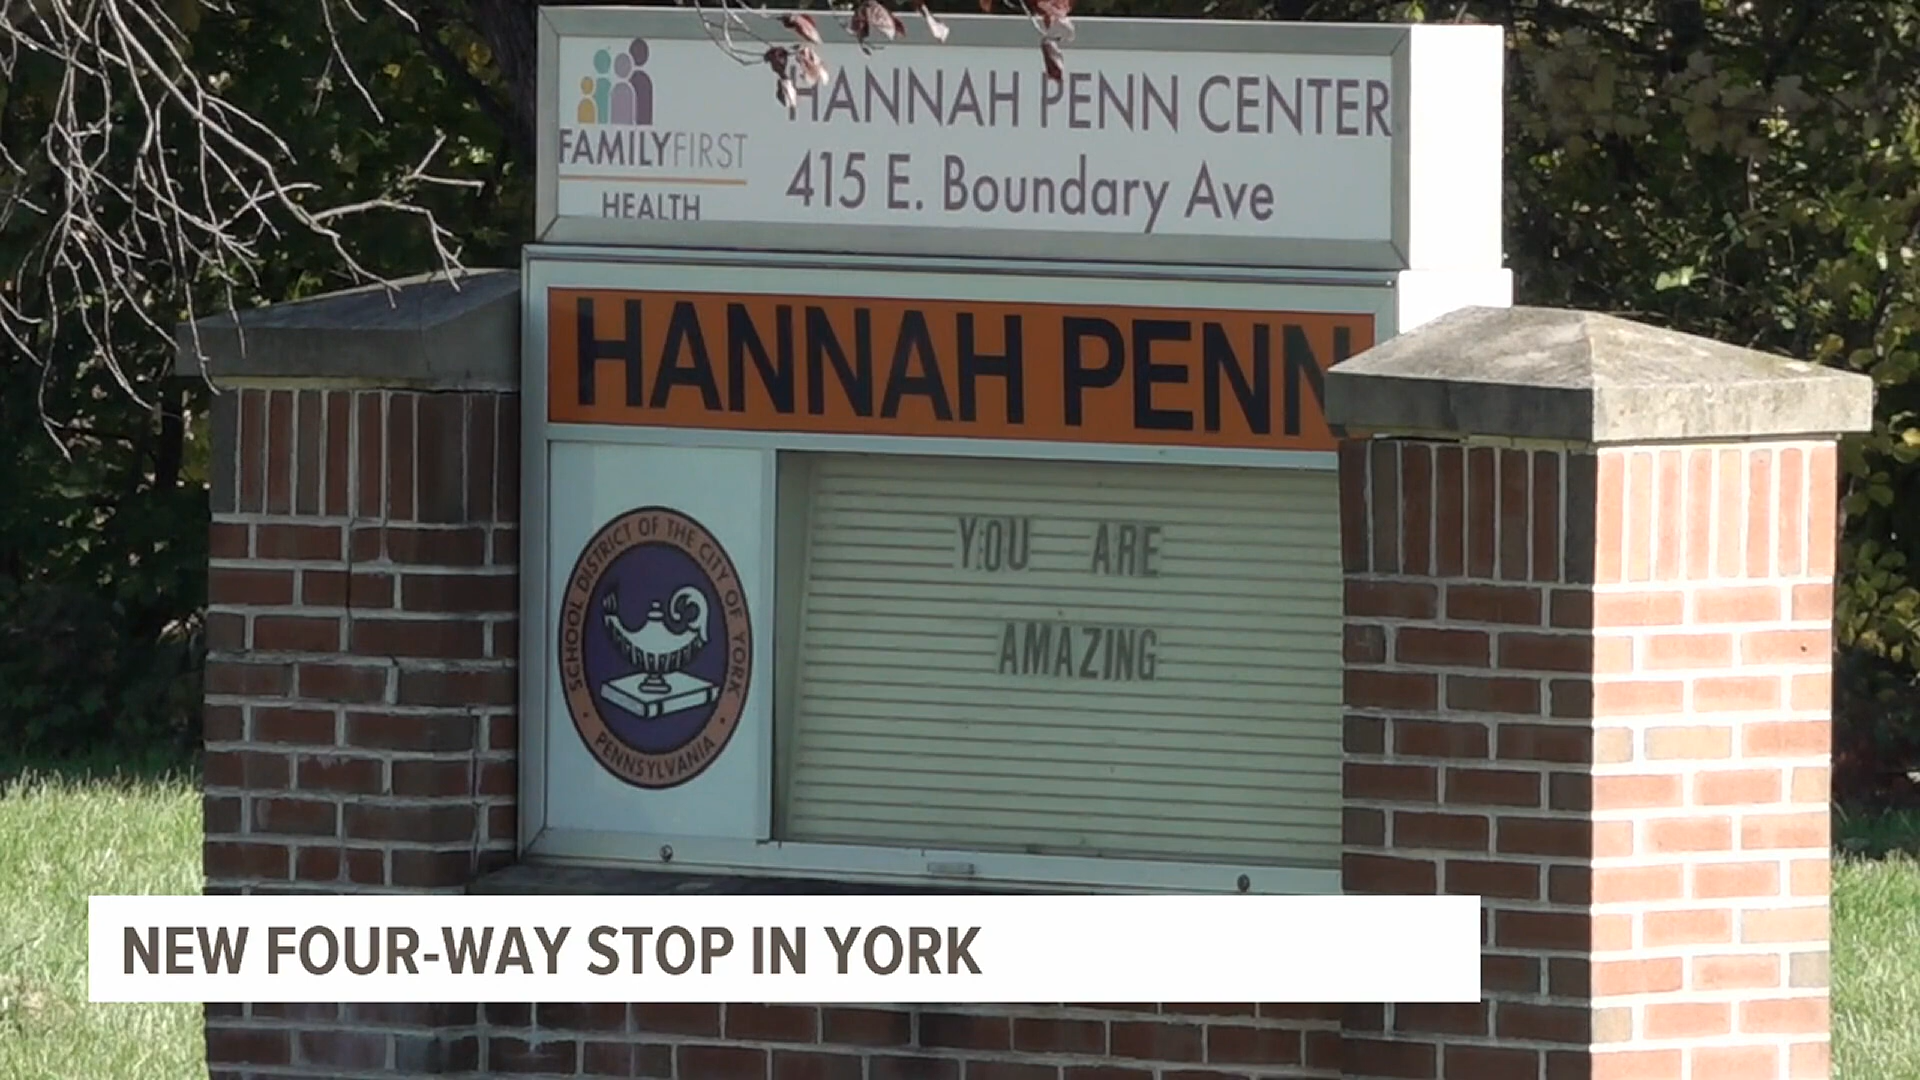 FAMILYFIRST
HEALTH
HANNAH PENN CENTER
415 E. Boundary Ave
HANNAH PENN
SCHOOL DISTRICT OF THE CITY OF YORK
• PENNSYLVANIA •
YOU ARE
AMAZING
NEW FOUR-WAY STOP IN YORK